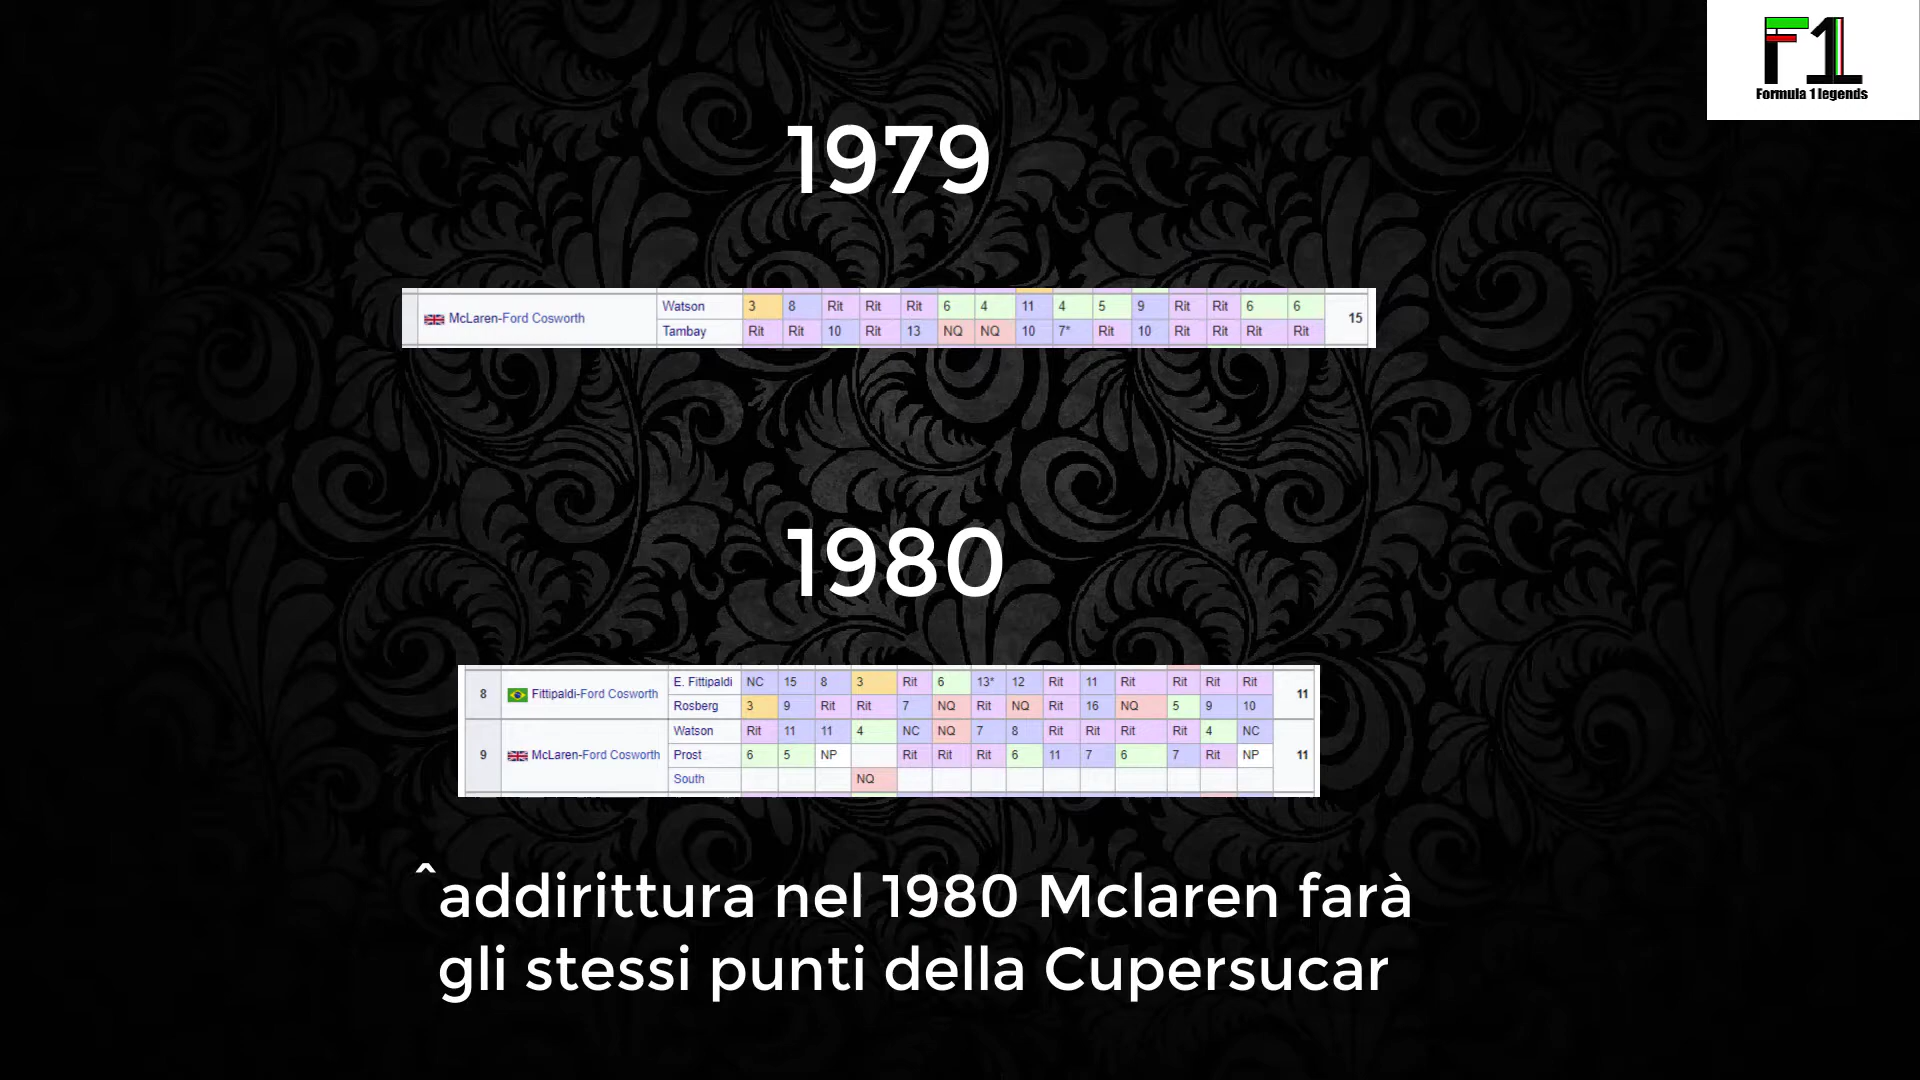 F1
Formula 1 legends
1979
McLaren-Ford Cosworth Watson 3 8 Rit Rit Rit 6 4 11 4 5 9 Rit Rit 6 6 15
Tambay Rit Rit 10 Rit 13 NQ NQ 10 7* Rit 10 Rit Rit Rit Rit
1980
8 Fittipaldi-Ford Cosworth E. Fittipaldi NC 15 8 3 Rit 6 13* 12 Rit 11 Rit Rit Rit Rit 11
Rosberg 3 9 Rit Rit 7 NQ Rit NQ Rit 16 NQ 5 9 10
9 McLaren-Ford Cosworth Watson Rit 11 11 4 NC NQ 7 8 Rit Rit Rit Rit 4 NC 11
Prost 6 5 NP Rit Rit Rit 6 11 7 6 7 Rit NP
South NQ
^addirittura nel 1980 Mclaren farà
gli stessi punti della Cupersucar